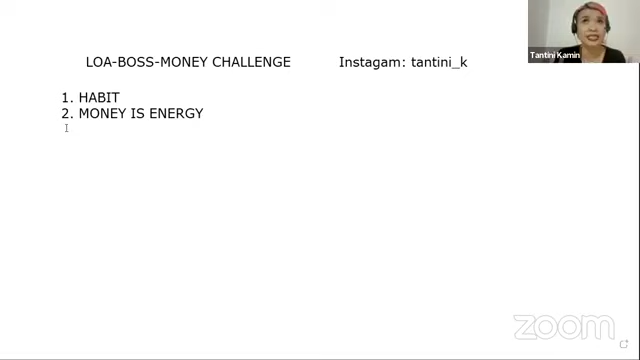 LOA-BOSS-MONEY CHALLENGE Instagam: tantini_k
1. HABIT
2. MONEY IS ENERGY
Tantini Kamin
zoom